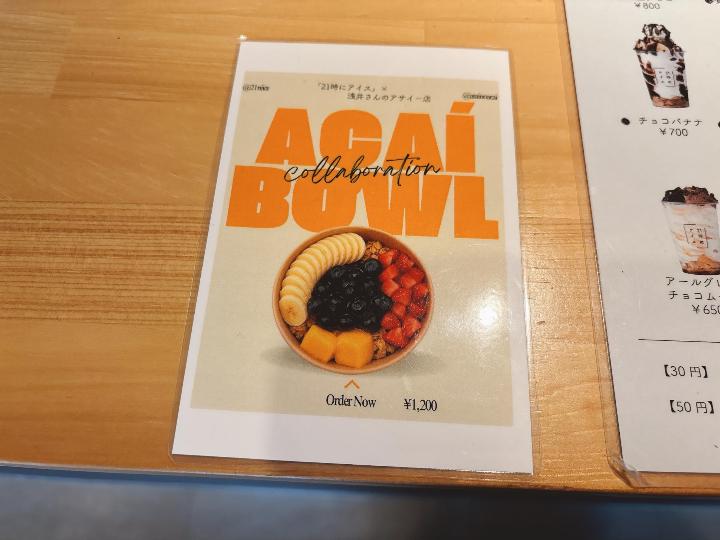 @21niice
「21時にアイス」×
浅井さんのアサイー店
AÇAÍ
collaboration
BOWL
Order Now ¥1,200
¥800
チョコバナナ
¥700
アールグレ
チョコム
¥650
【30円】
【50円】